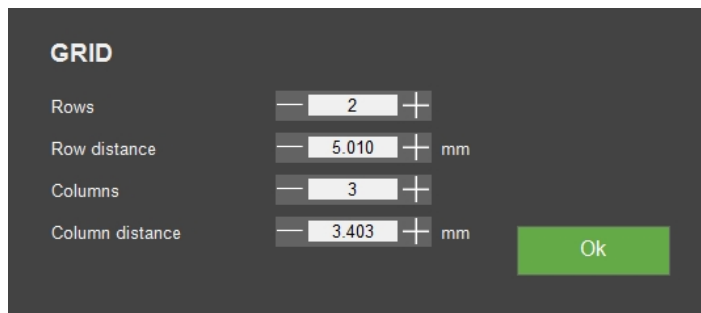 GRID
Rows 2
Row distance 5.010 mm
Columns 3
Column distance 3.403 mm
Ok